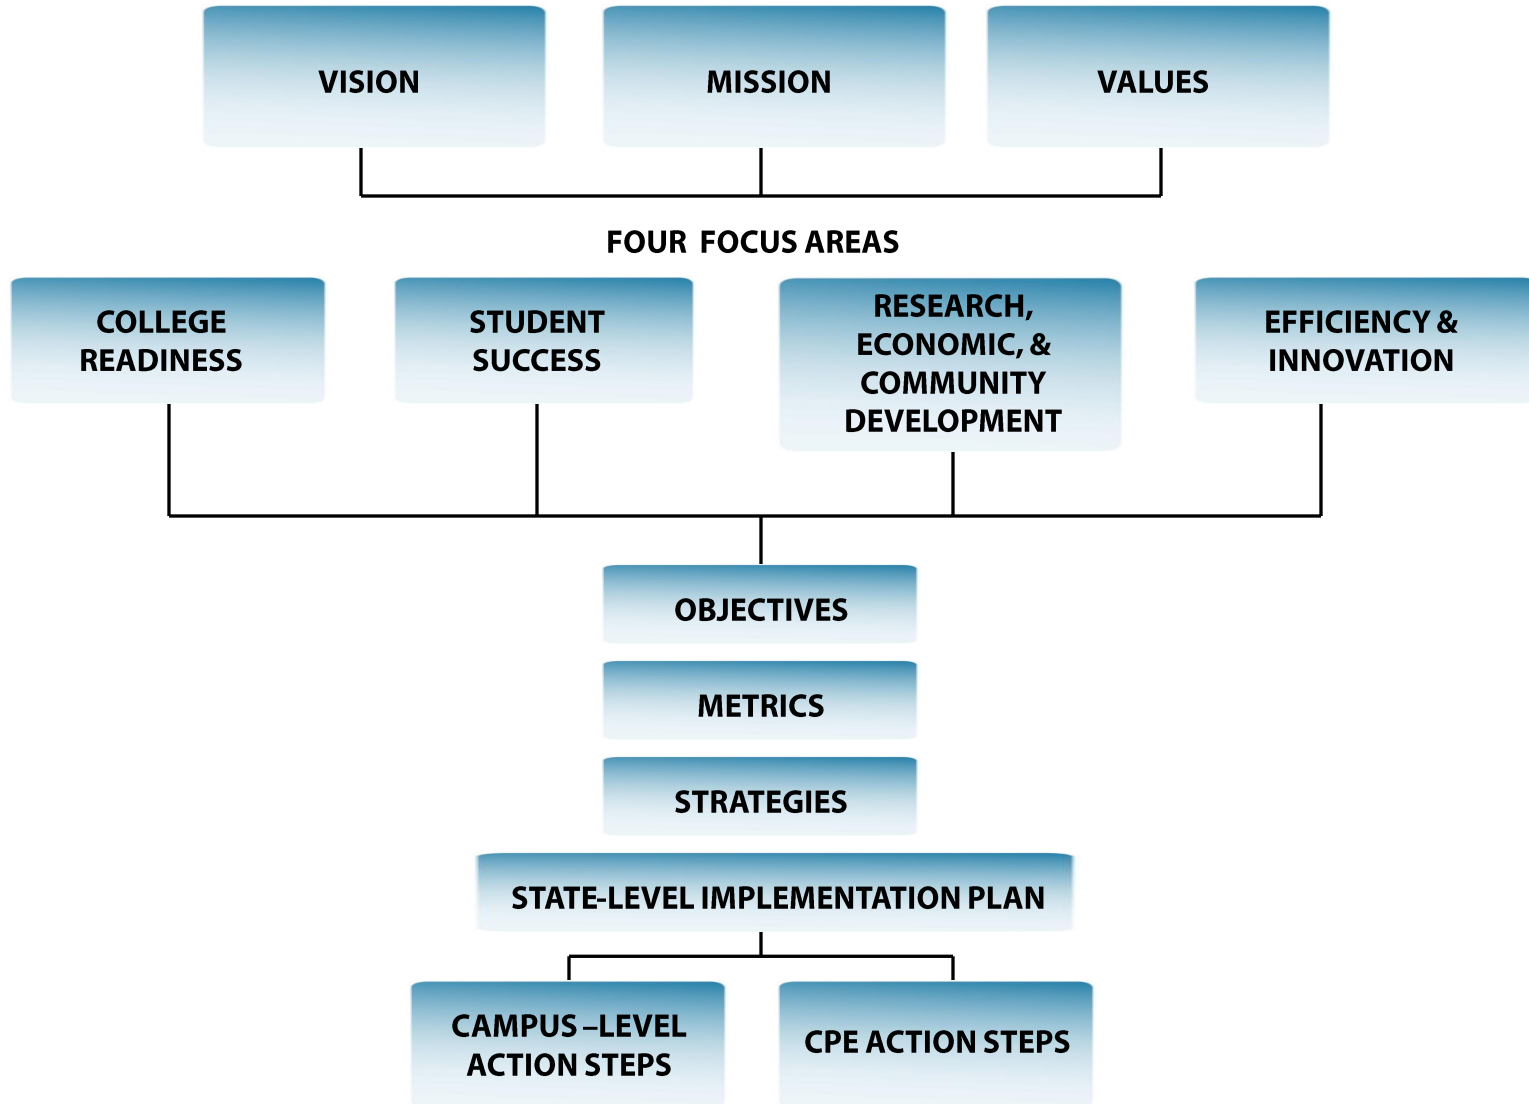 VISION
MISSION
VALUES
FOUR FOCUS AREAS
COLLEGE
READINESS
STUDENT
SUCCESS
RESEARCH,
ECONOMIC, &
COMMUNITY
DEVELOPMENT
EFFICIENCY &
INNOVATION
OBJECTIVES
METRICS
STRATEGIES
STATE-LEVEL IMPLEMENTATION PLAN
CAMPUS –LEVEL
ACTION STEPS
CPE ACTION STEPS